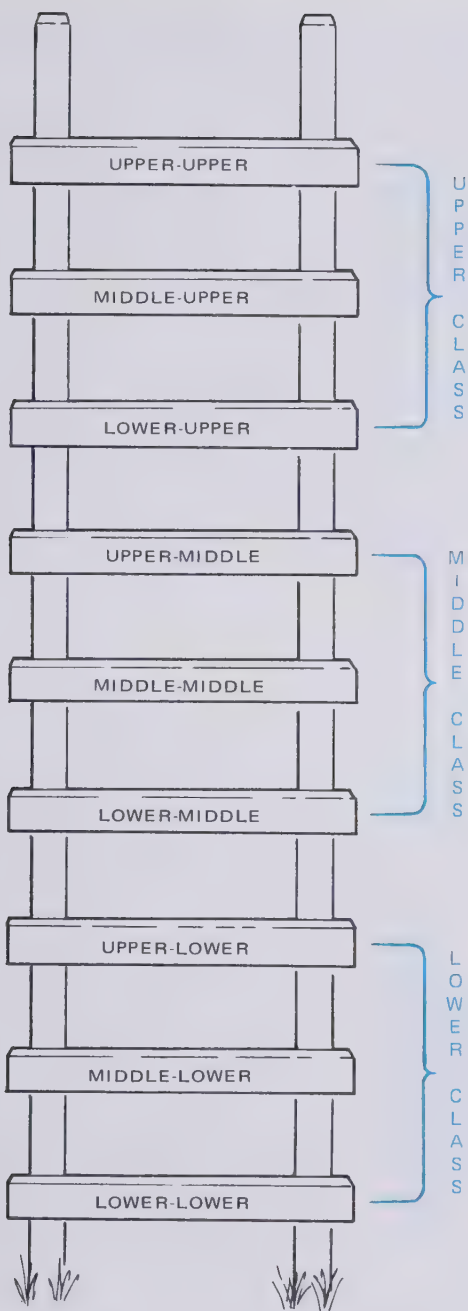 UPPER-UPPER
MIDDLE-UPPER
LOWER-UPPER
UPPER CLASS
UPPER-MIDDLE
MIDDLE-MIDDLE
LOWER-MIDDLE
MIDDLE CLASS
UPPER-LOWER
MIDDLE-LOWER
LOWER-LOWER
LOWER CLASS